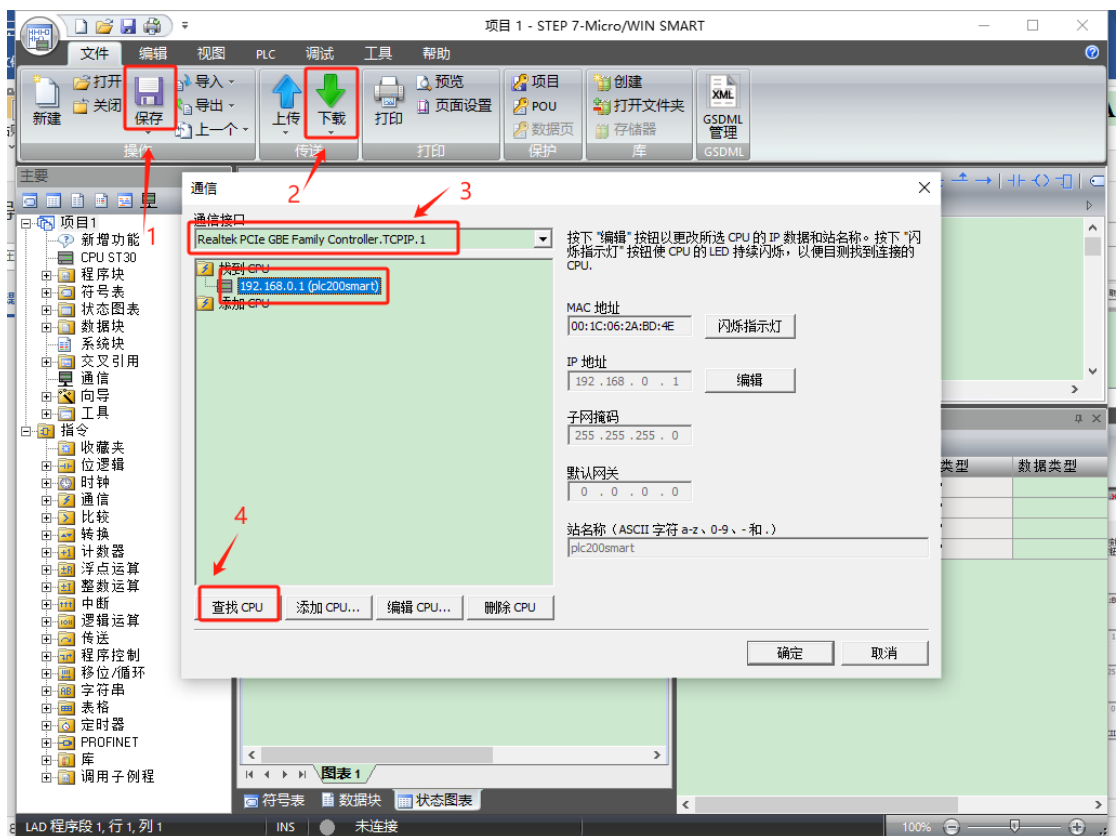 项目 1 - STEP 7-Micro/WIN SMART
文件 编辑 视图 PLC 调试 工具 帮助
新建 打开 关闭 保存 导入 导出 上一个 上传 下载 打印 预览 页面设置 项目 POU 数据页 创建 打开文件夹 存储器 XML GSDML 管理
操作 传送 打印 保护 库 GSDML
1
2
3
4
主要
项目1
新增功能
CPU ST30
程序块
符号表
状态图表
数据块
系统块
交叉引用
通信
向导
工具
指令
收藏夹
位逻辑
时钟
通信
比较
转换
计数器
浮点运算
整数运算
中断
逻辑运算
传送
程序控制
移位/循环
字符串
表格
定时器
PROFINET
库
调用子例程
通信
通信接口
Realtek PCIe GBE Family Controller.TCPIP.1
找到 CPU
192.168.0.1 (plc200smart)
添加 CPU
查找 CPU 添加 CPU... 编辑 CPU... 删除 CPU
按下 "编辑" 按钮以更改所选 CPU 的 IP 数据和站名称。按下 "闪
烁指示灯" 按钮使 CPU 的 LED 持续闪烁，以便目测找到连接的
CPU.
MAC 地址
00:1C:06:2A:BD:4E 闪烁指示灯
IP 地址
192 . 168 . 0 . 1 编辑
子网掩码
255 . 255 . 255 . 0
默认网关
0 . 0 . 0 . 0
站名称（ASCII 字符 a-z、0-9、- 和 .）
plc200smart
确定 取消
类型 数据类型
图表 1
符号表 数据块 状态图表
LAD 程序段 1, 行 1, 列 1 INS 未连接 100%